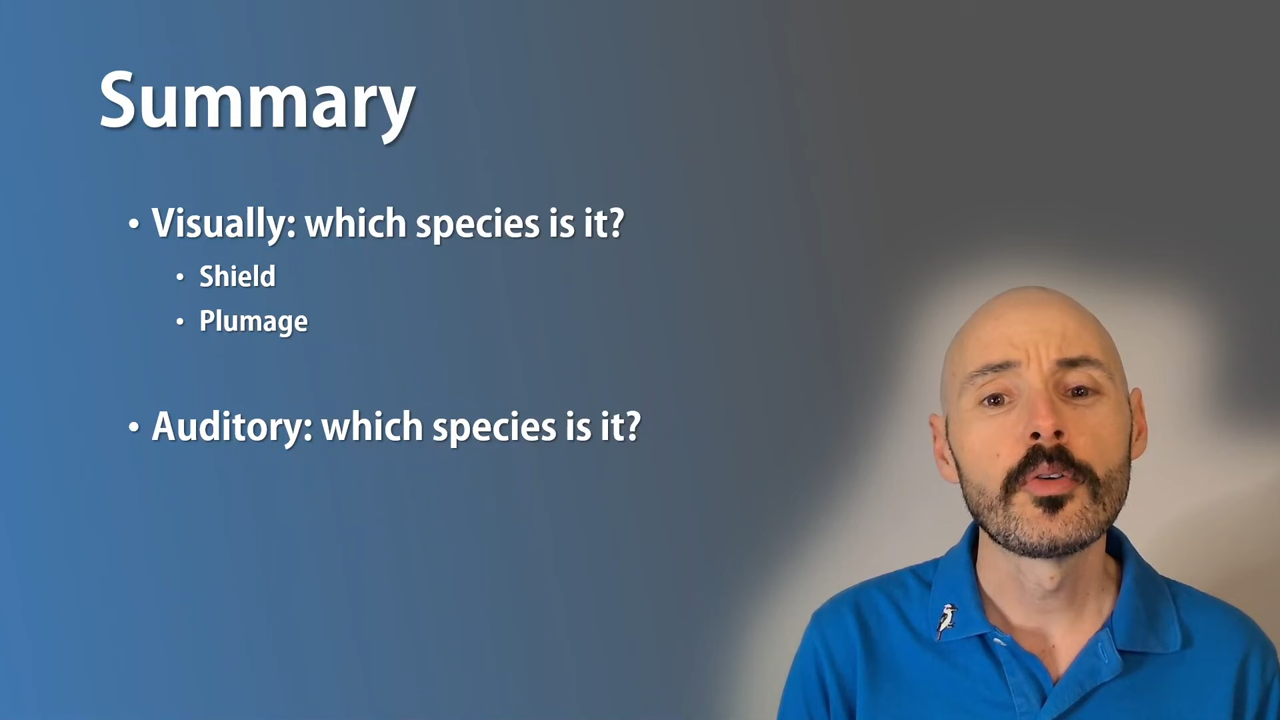 Summary
• Visually: which species is it?
• Shield
• Plumage
• Auditory: which species is it?